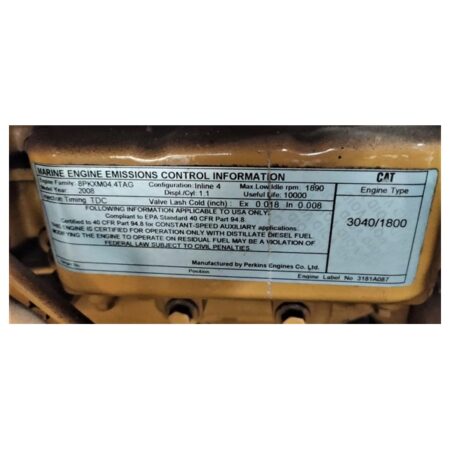 MARINE ENGINE EMISSIONS CONTROL INFORMATION CAT
Engine Family: 8PKXM04.4TAG Configuration: Inline 4 Max Low Idle rpm: 1890 Engine Type
Model Year: 2008 Displ./Cyl: 1.1 Useful Life: 10000
Injection Timing TDC Valve Lash Cold (inch) : Ex 0.018 In 0.008
FOLLOWING INFORMATION APPLICABLE TO USA ONLY. 3040/1800
Compliant to EPA Standard 40 CFR Part 94.8
Certified to 40 CFR Part 94.8 for CONSTANT-SPEED AUXILIARY applications.
ENGINE IS CERTIFIED FOR OPERATION ONLY WITH DISTILLATE DIESEL FUEL
MODIFYING ENGINE TO OPERATE ON RESIDUAL FUEL MAY BE A VIOLATION OF
FEDERAL LAW SUBJECT TO CIVIL PENALTIES.
Manufactured by Perkins Engines Co. Ltd.
No. Position Engine Label No 3181A087